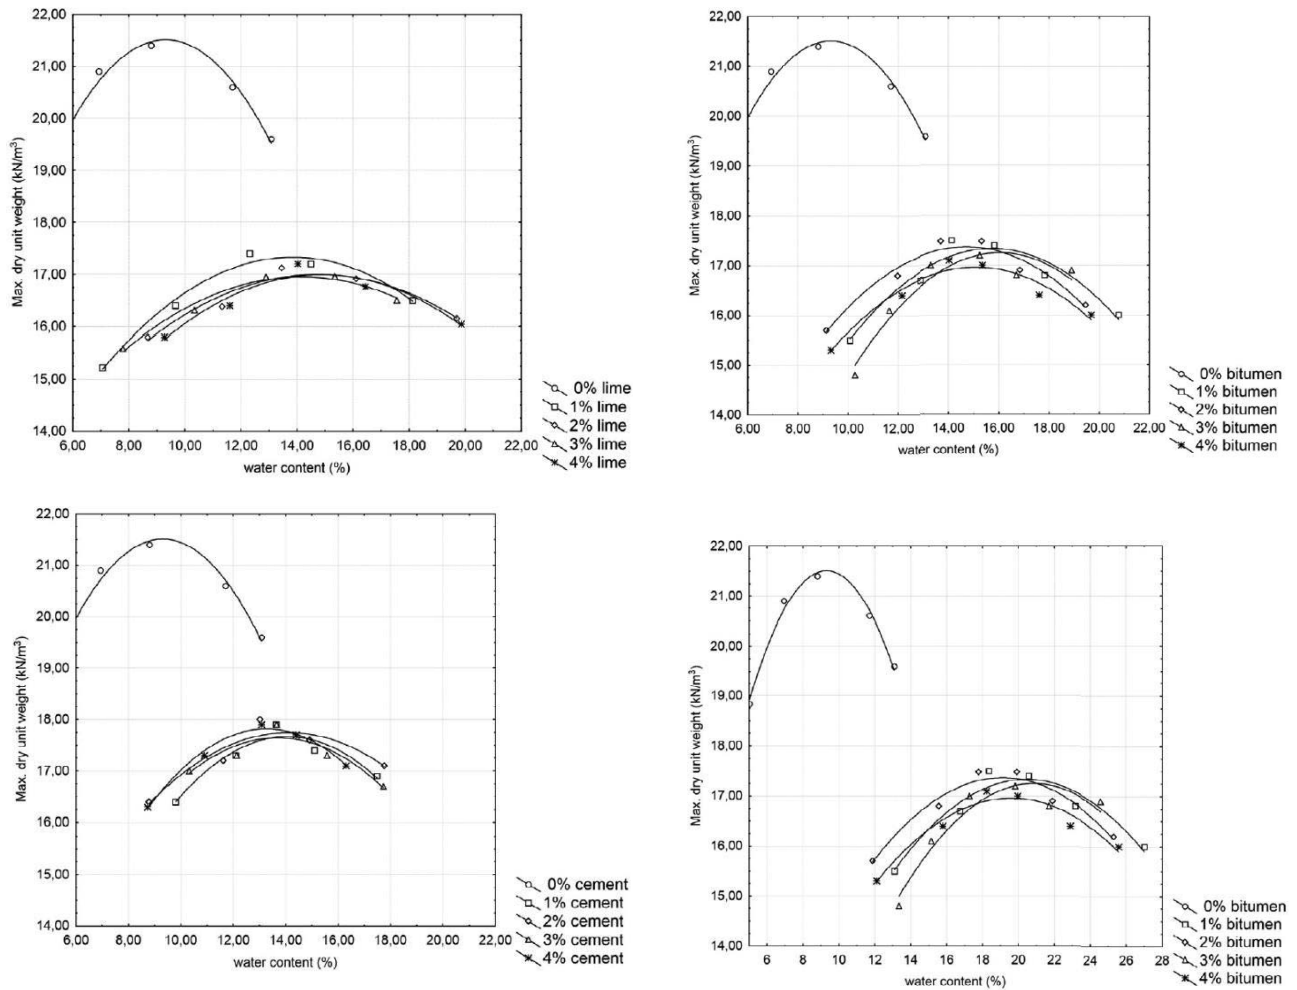 Max. dry unit weight (kN/m³)
22,00
21,00
20,00
19,00
18,00
17,00
16,00
15,00
14,00
6,00 8,00 10,00 12,00 14,00 16,00 18,00 20,00 22,00
water content (%)
0% lime
1% lime
2% lime
3% lime
4% lime
Max. dry unit weight (kN/m³)
22,00
21,00
20,00
19,00
18,00
17,00
16,00
15,00
14,00
6,00 8,00 10,00 12,00 14,00 16,00 18,00 20,00 22,00
water content (%)
0% bitumen
1% bitumen
2% bitumen
3% bitumen
4% bitumen
Max. dry unit weight (kN/m³)
22,00
21,00
20,00
19,00
18,00
17,00
16,00
15,00
14,00
6,00 8,00 10,00 12,00 14,00 16,00 18,00 20,00 22,00
water content (%)
0% cement
1% cement
2% cement
3% cement
4% cement
Max. dry unit weight (kN/m³)
22,00
21,00
20,00
19,00
18,00
17,00
16,00
15,00
14,00
6 8 10 12 14 16 18 20 22 24 26 28
water content (%)
0% bitumen
1% bitumen
2% bitumen
3% bitumen
4% bitumen